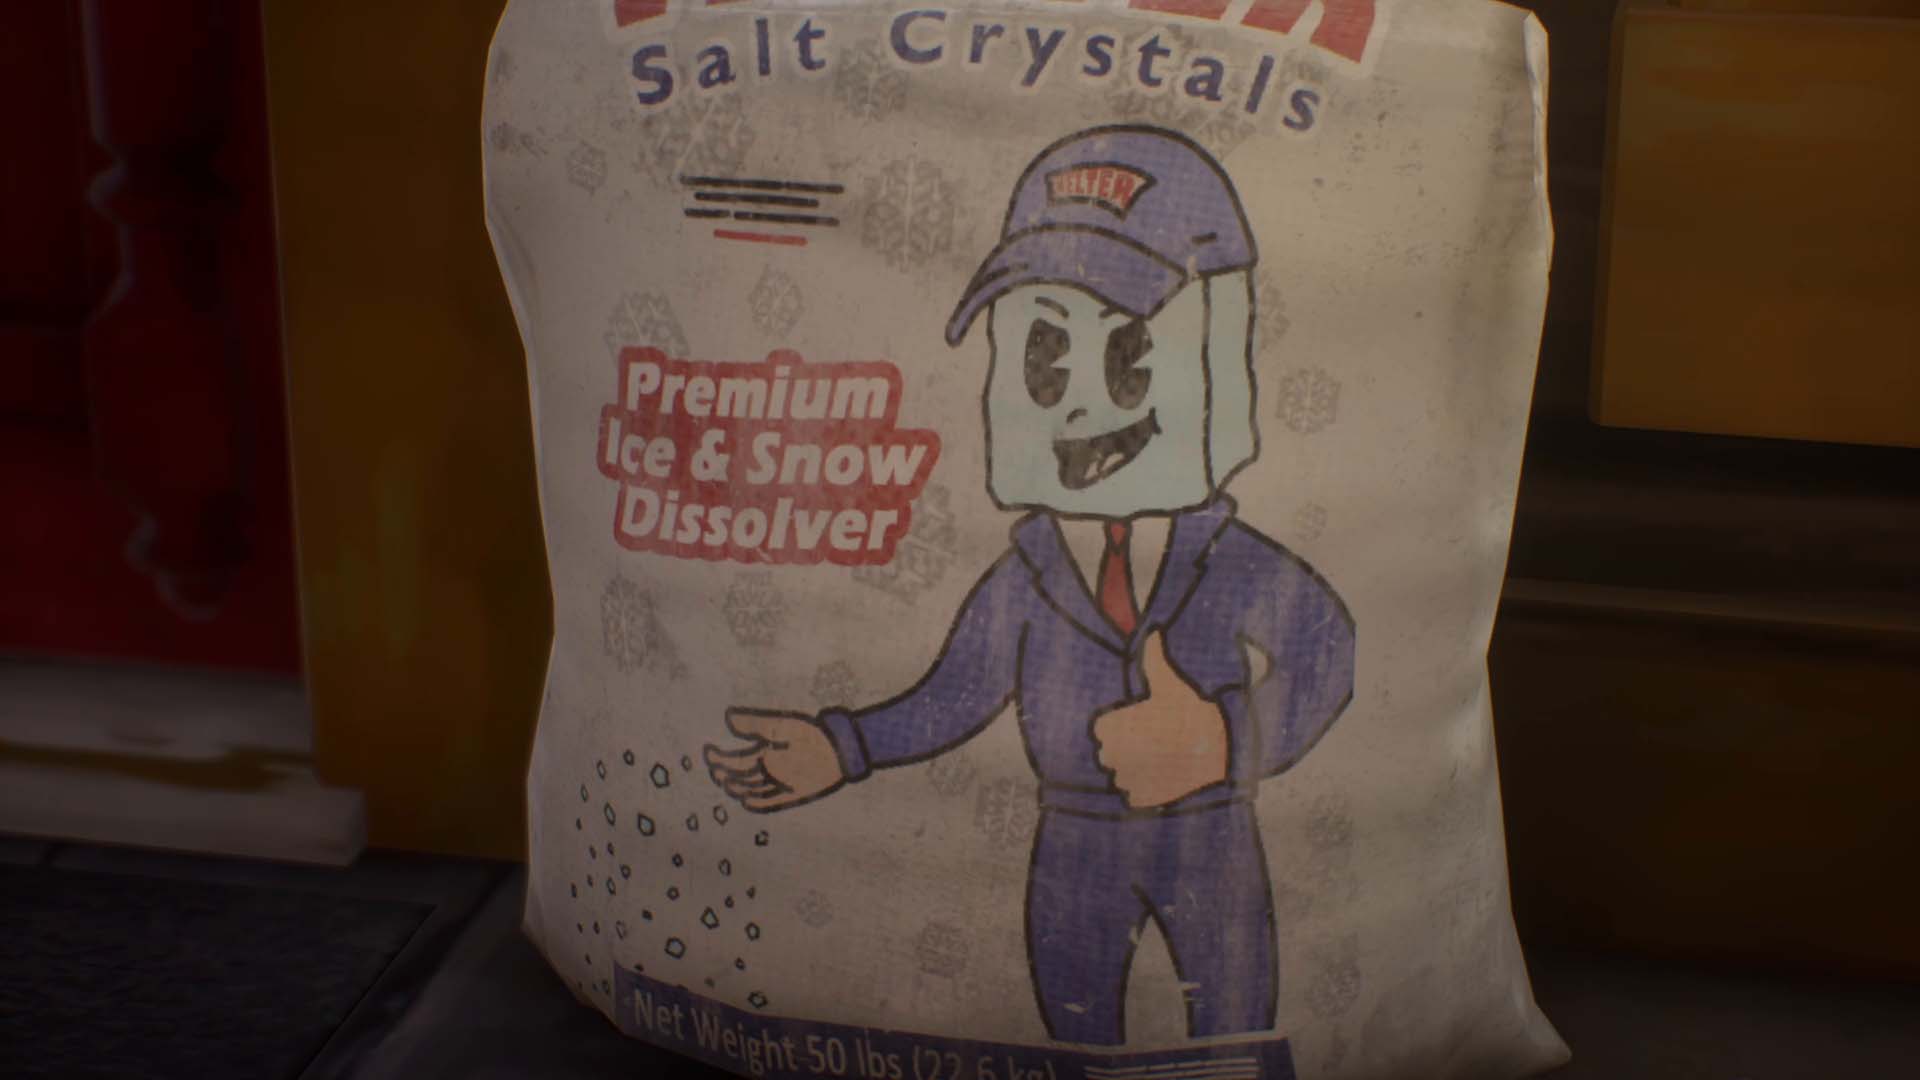 Salt Crystals
Premium
Ice & Snow
Dissolver
Net Weight 50 lbs (22.6 kg)